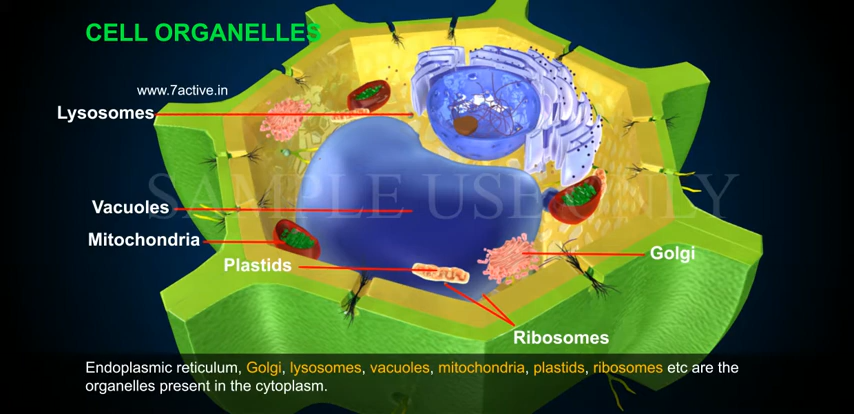 CELL ORGANELLES
www.7active.in
Lysosomes
SAMPLE USE ONLY
Vacuoles
Mitochondria
Plastids
Golgi
Ribosomes
Endoplasmic reticulum, Golgi, lysosomes, vacuoles, mitochondria, plastids, ribosomes etc are the
organelles present in the cytoplasm.